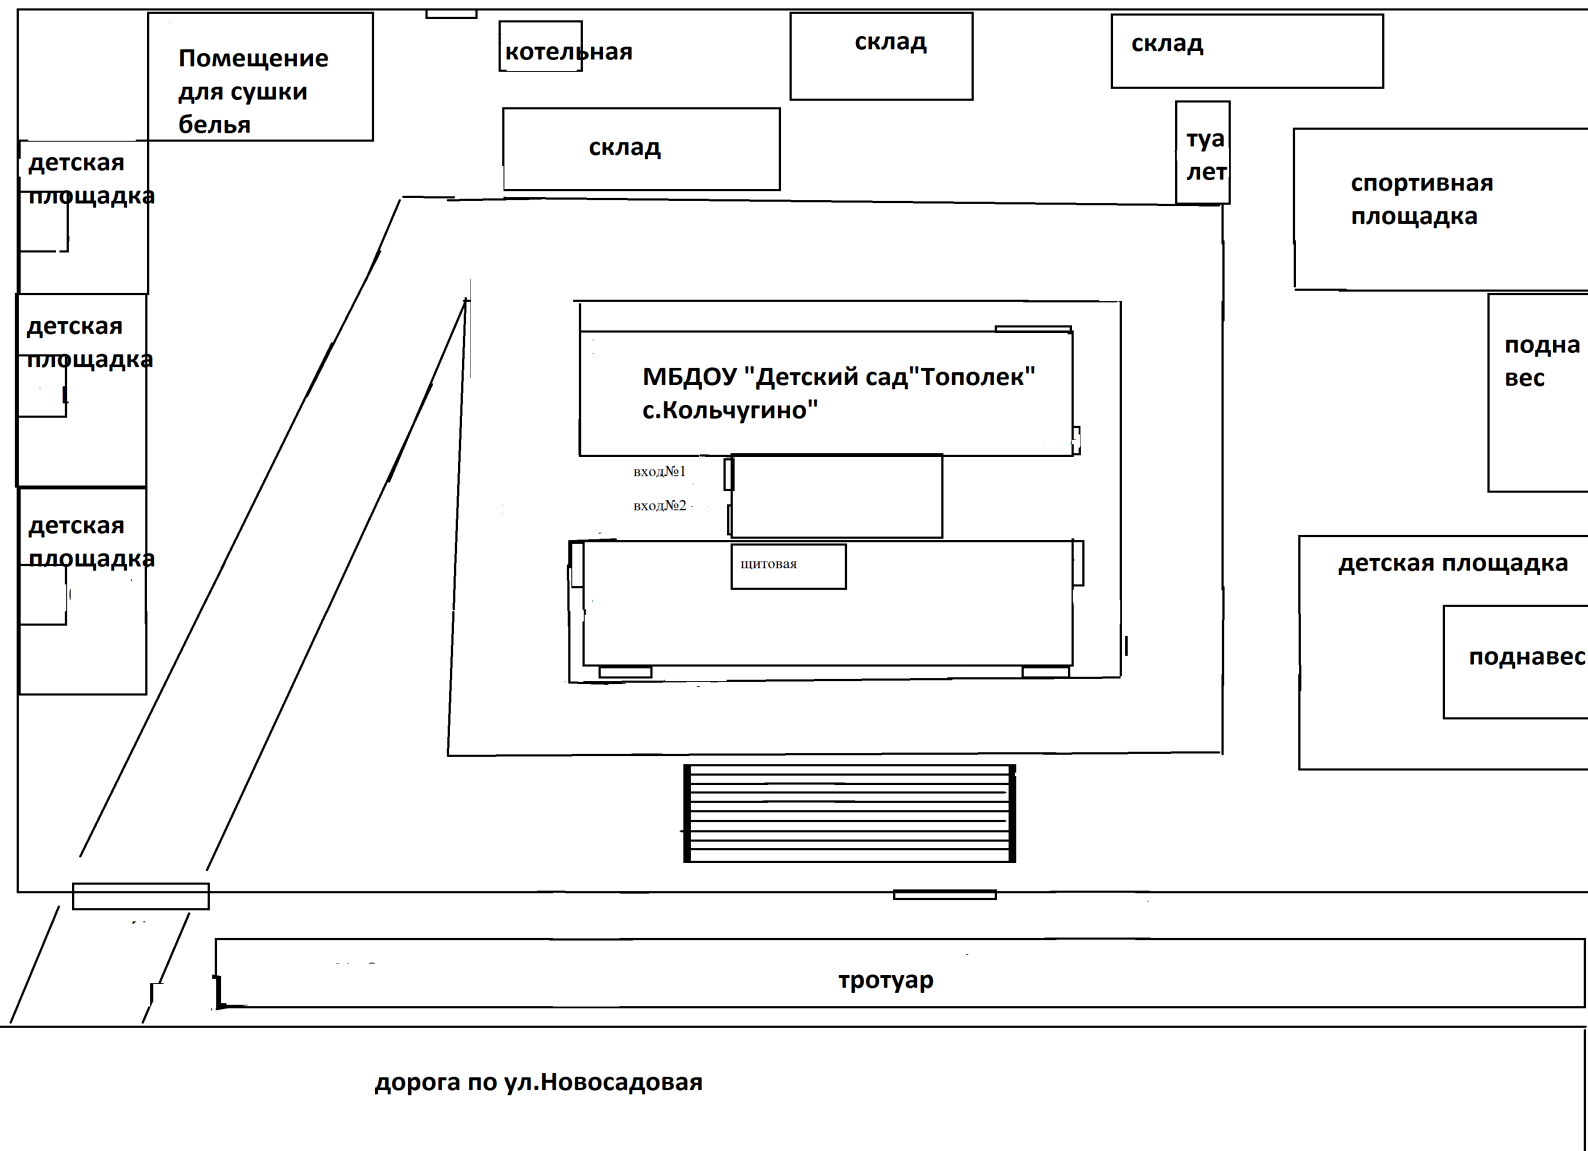 Помещение
для сушки
белья
котельная
склад
склад
склад
туа
лет
детская
площадка
спортивная
площадка
детская
площадка
подна
вес
МБДОУ "Детский сад"Тополек"
с.Кольчугино"
вход№1
вход№2
детская
площадка
щитовая
детская площадка
поднавес
тротуар
дорога по ул.Новосадовая